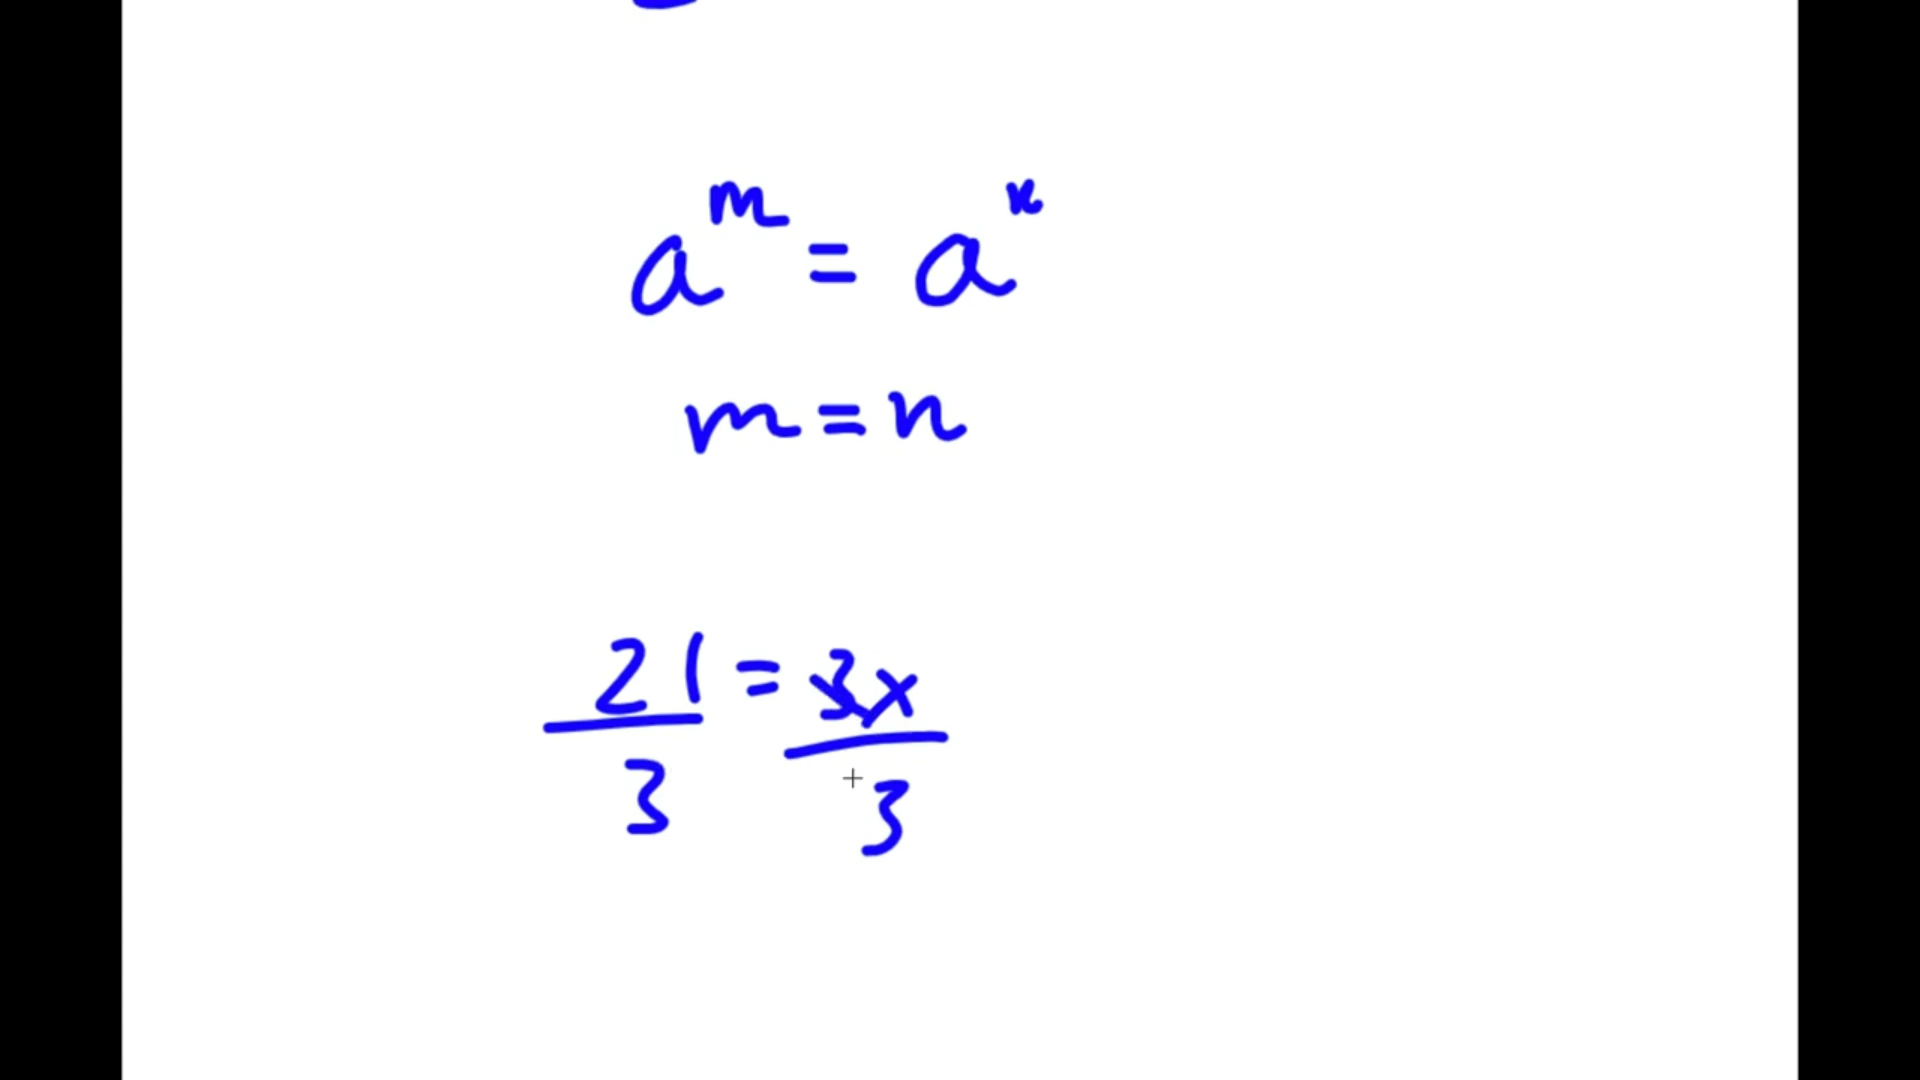 a^m = a^n
m = n
21 = 3x
3 3